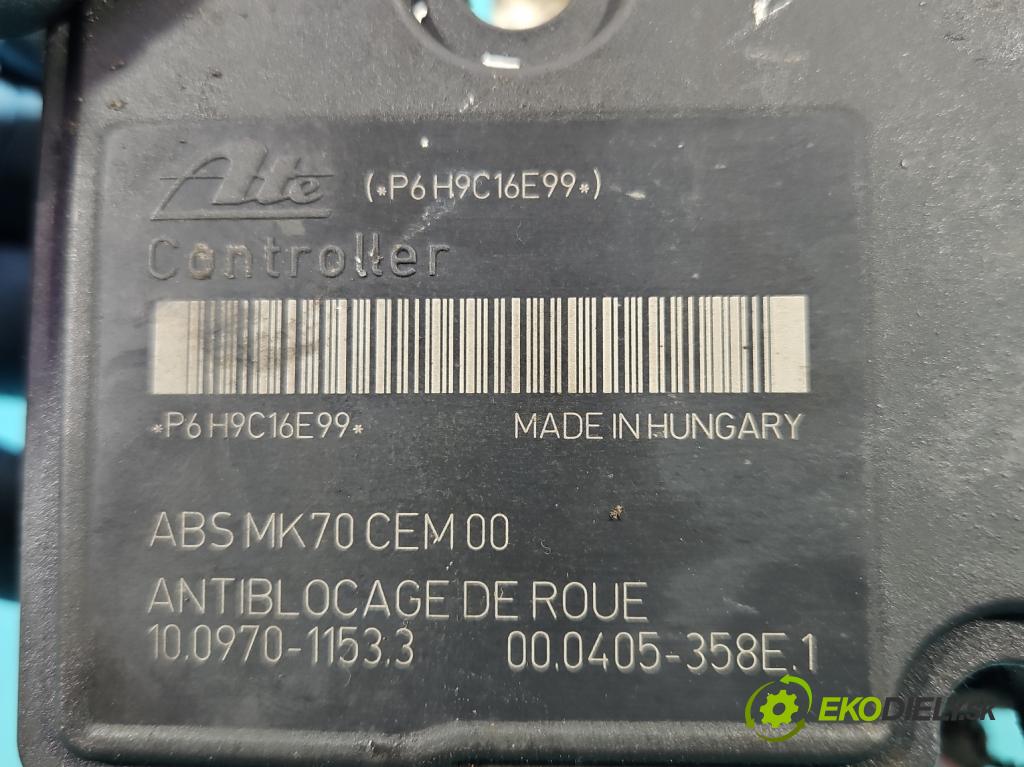 Ate (*P6 H9C16E99*)
Controller
*P6 H9C16E99* MADE IN HUNGARY
ABS MK70 CEM 00
ANTIBLOCAGE DE ROUE
10.0970-1153.3 00.0405-358E.1
EKODIELY.SK